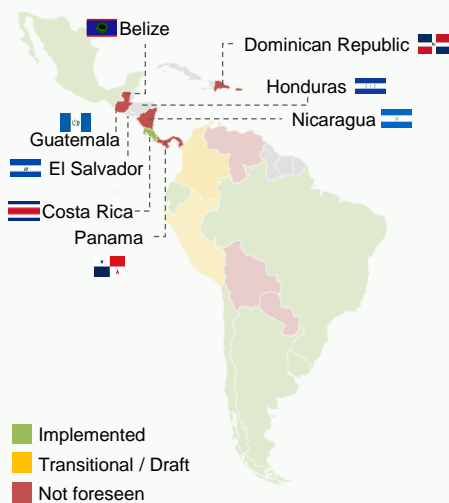 Belize
Dominican Republic
Honduras
Nicaragua
Guatemala
El Salvador
Costa Rica
Panama
Implemented
Transitional / Draft
Not foreseen